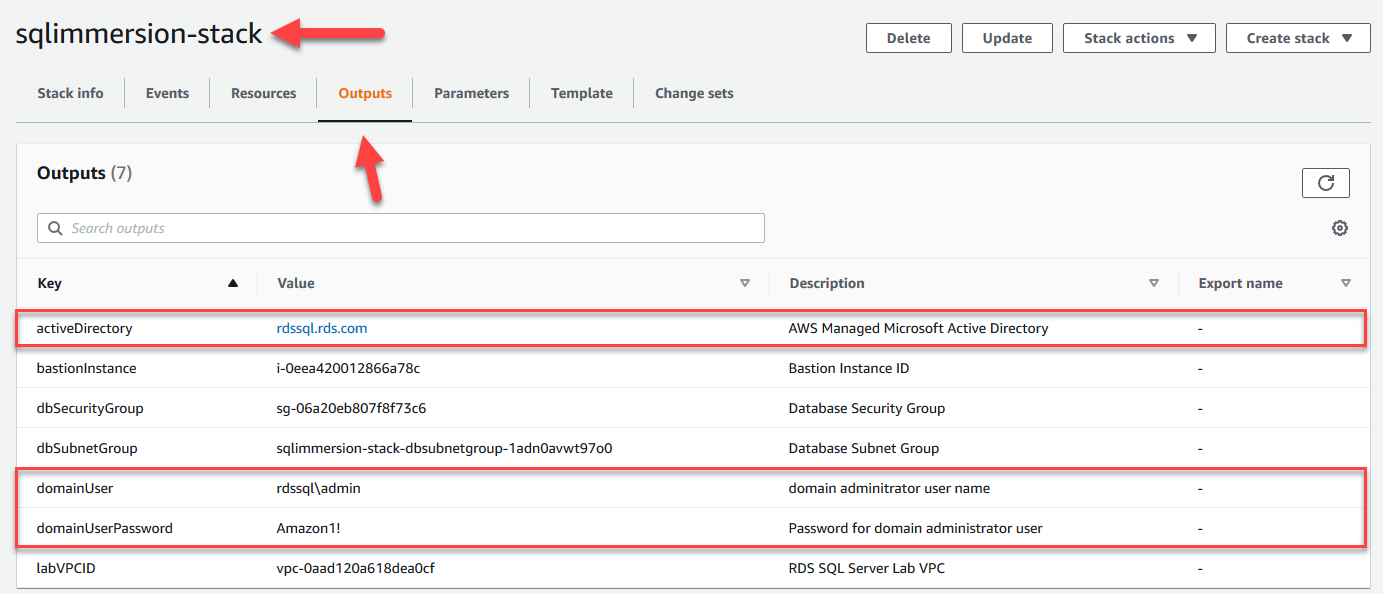 sqlimmersion-stack
Delete Update Stack actions Create stack
Stack info Events Resources Outputs Parameters Template Change sets
Outputs (7)
Search outputs
Key Value Description Export name
activeDirectory rdssql.rds.com AWS Managed Microsoft Active Directory -
bastionInstance i-0eea420012866a78c Bastion Instance ID -
dbSecurityGroup sg-06a20eb807f8f73c6 Database Security Group -
dbSubnetGroup sqlimmersion-stack-dbsubnetgroup-1adn0avwt97o0 Database Subnet Group -
domainUser rdssql\admin domain adminitrator user name -
domainUserPassword Amazon1! Password for domain administrator user -
labVPCID vpc-0aad120a618dea0cf RDS SQL Server Lab VPC -